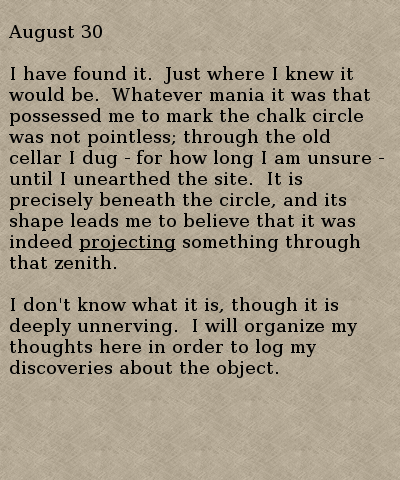 August 30
I have found it.  Just where I knew it
would be.  Whatever mania it was that
possessed me to mark the chalk circle
was not pointless; through the old
cellar I dug - for how long I am unsure -
until I unearthed the site.  It is
precisely beneath the circle, and its
shape leads me to believe that it was
indeed projecting something through
that zenith.
I don't know what it is, though it is
deeply unnerving.  I will organize my
thoughts here in order to log my
discoveries about the object.